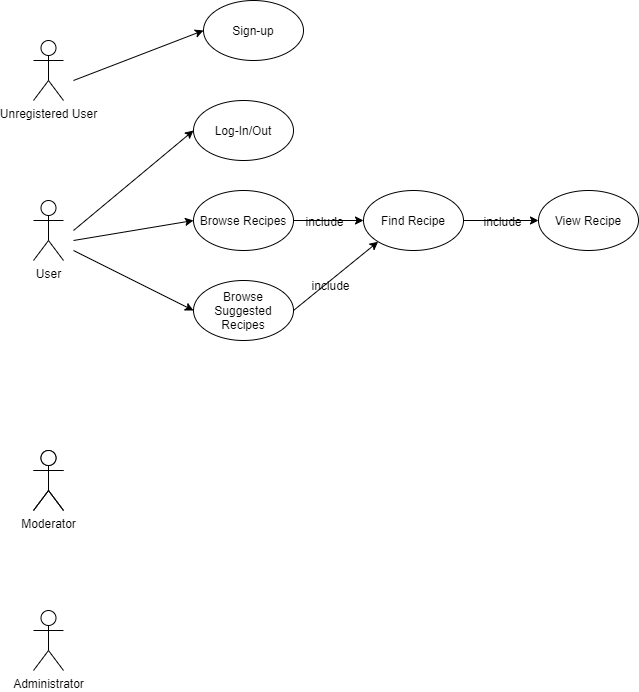 Sign-up
Unregistered User
Log-In/Out
Browse Recipes
include
Find Recipe
include
View Recipe
User
include
Browse
Suggested
Recipes
Moderator
Administrator